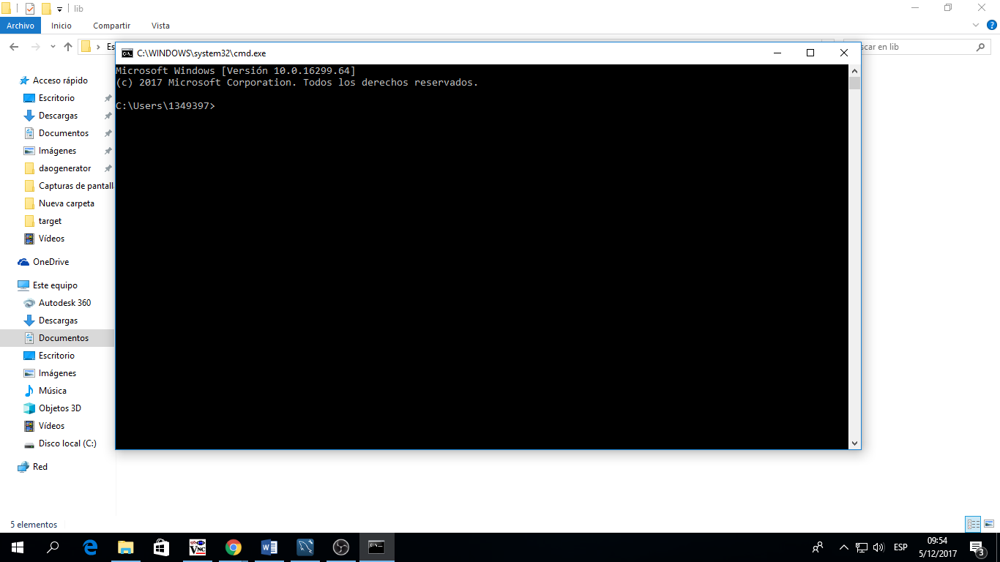 lib
Archivo Inicio Compartir Vista
Es
scar en lib
C:\WINDOWS\system32\cmd.exe
Microsoft Windows [Versión 10.0.16299.64]
(c) 2017 Microsoft Corporation. Todos los derechos reservados.
C:\Users\1349397>
Acceso rápido
Escritorio
Descargas
Documentos
Imágenes
daogenerator
Capturas de pantall
Nueva carpeta
target
Vídeos
OneDrive
Este equipo
Autodesk 360
Descargas
Documentos
Escritorio
Imágenes
Música
Objetos 3D
Vídeos
Disco local (C:)
Red
5 elementos
VNC
ESP
09:54
5/12/2017
3